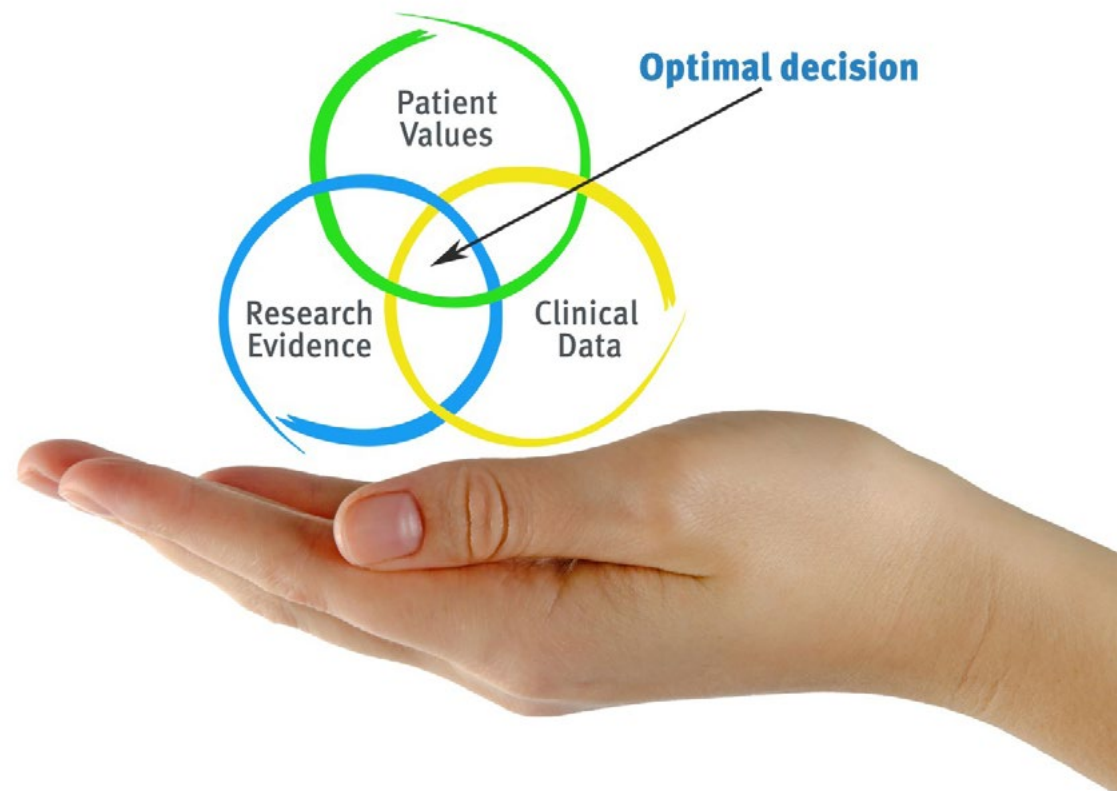 Optimal decision
Patient
Values
Research
Evidence
Clinical
Data